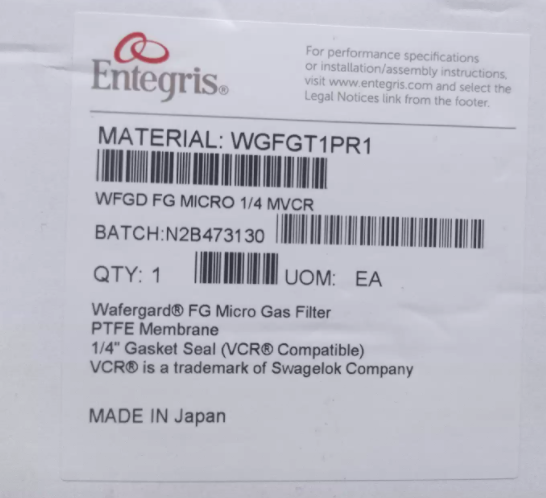 Entegris®
For performance specifications
or installation/assembly instructions,
visit www.entegris.com and select the
Legal Notices link from the footer.
MATERIAL: WGFGT1PR1
WFGD FG MICRO 1/4 MVCR
BATCH:N2B473130
QTY: 1 UOM: EA
Wafergard® FG Micro Gas Filter
PTFE Membrane
1/4" Gasket Seal (VCR® Compatible)
VCR® is a trademark of Swagelok Company
MADE IN Japan